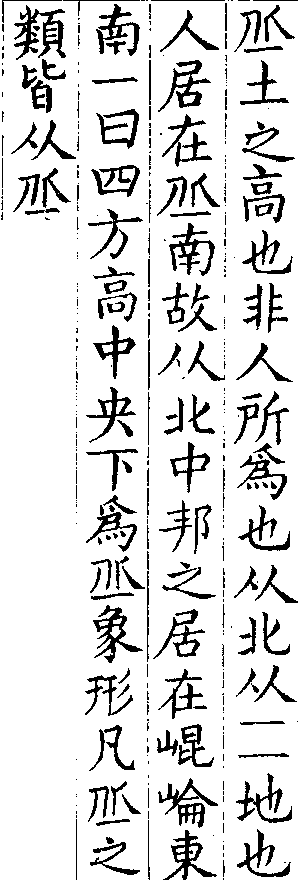 丠土之高也非人所爲也从北从一一地也
人居在丠南故从北中邦之居在崐崘東
南一曰四方高中央下爲丠象形凡丠之
類皆从丠